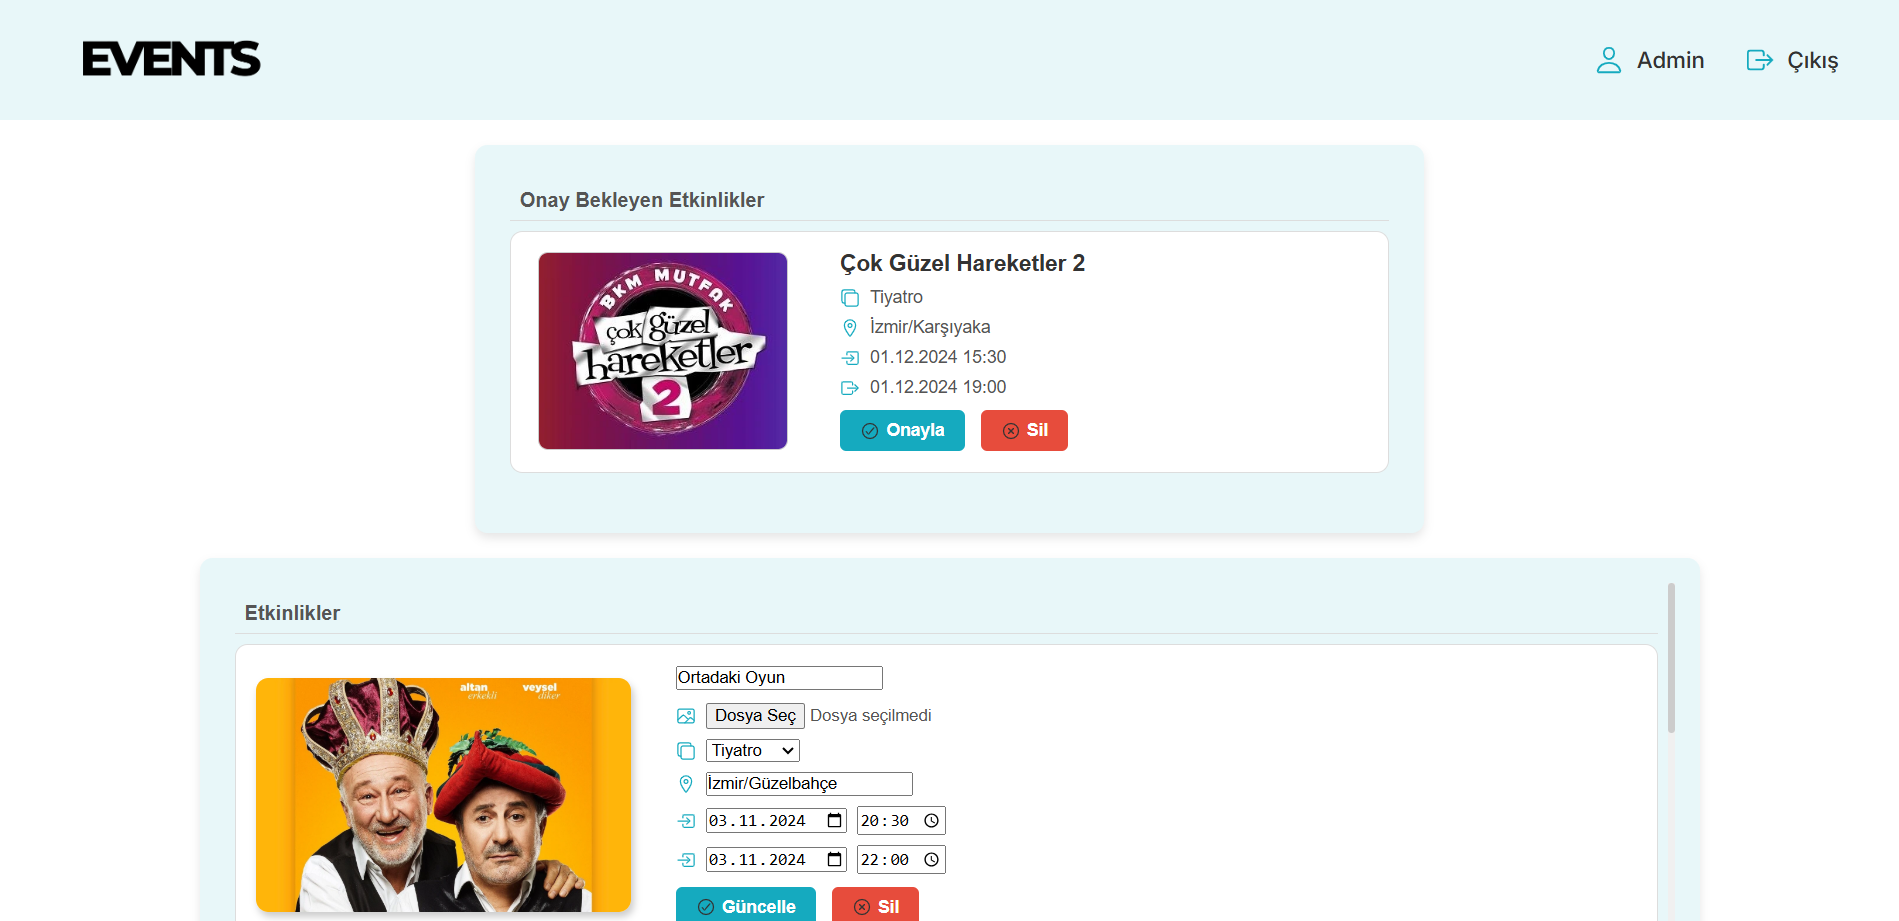 EVENTS
Admin
Çıkış
Onay Bekleyen Etkinlikler
BKM MUTFAK
çok güzel
hareketler
2
Çok Güzel Hareketler 2
Tiyatro
İzmir/Karşıyaka
01.12.2024 15:30
01.12.2024 19:00
Onayla
Sil
Etkinlikler
altan
erkekli
veysel
diker
Ortadaki Oyun
Dosya Seç Dosya seçilmedi
Tiyatro
İzmir/Güzelbahçe
03.11.2024 20:30
03.11.2024 22:00
Güncelle
Sil